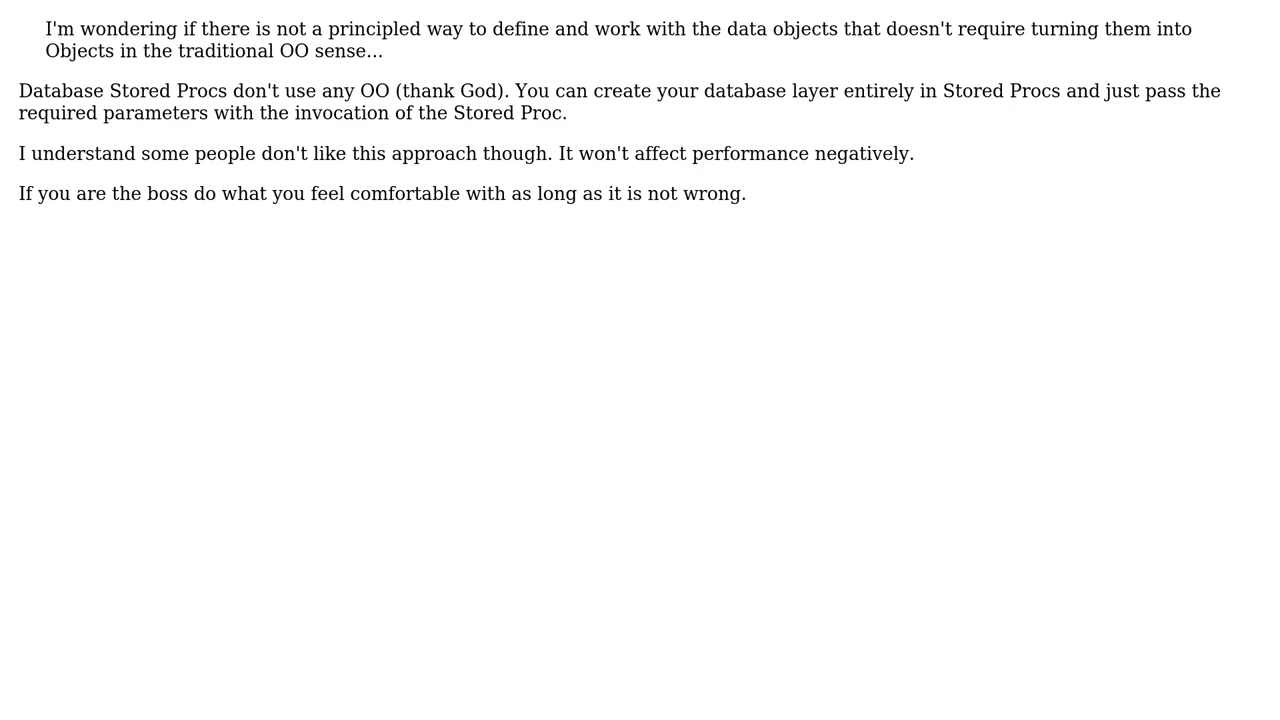 I'm wondering if there is not a principled way to define and work with the data objects that doesn't require turning them into
Objects in the traditional OO sense...
Database Stored Procs don't use any OO (thank God). You can create your database layer entirely in Stored Procs and just pass the
required parameters with the invocation of the Stored Proc.
I understand some people don't like this approach though. It won't affect performance negatively.
If you are the boss do what you feel comfortable with as long as it is not wrong.